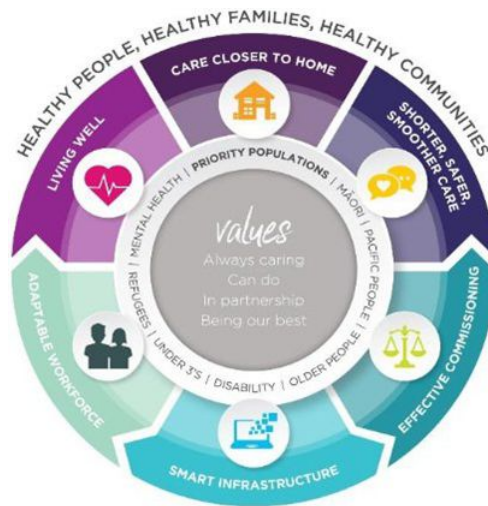 HEALTHY PEOPLE, HEALTHY FAMILIES, HEALTHY COMMUNITIES
CARE CLOSER TO HOME
SHORTER, SAFER,
SMOOTHER CARE
EFFECTIVE COMMISSIONING
SMART INFRASTRUCTURE
ADAPTABLE WORKFORCE
LIVING WELL
PRIORITY POPULATIONS | MĀORI | PACIFIC PEOPLE | OLDER PEOPLE | DISABILITY | UNDER 3'S | REFUGEES | MENTAL HEALTH |
values
Always caring
Can do
In partnership
Being our best